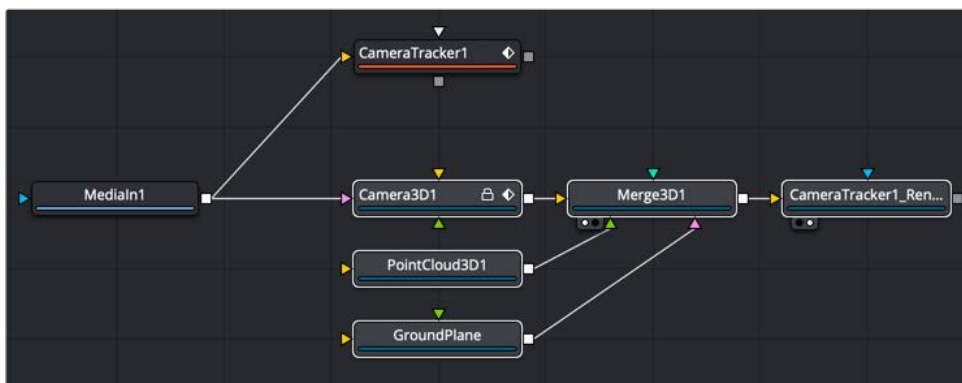 CameraTracker1
MediaIn1
Camera3D1
Merge3D1
CameraTracker1_Ren...
PointCloud3D1
GroundPlane